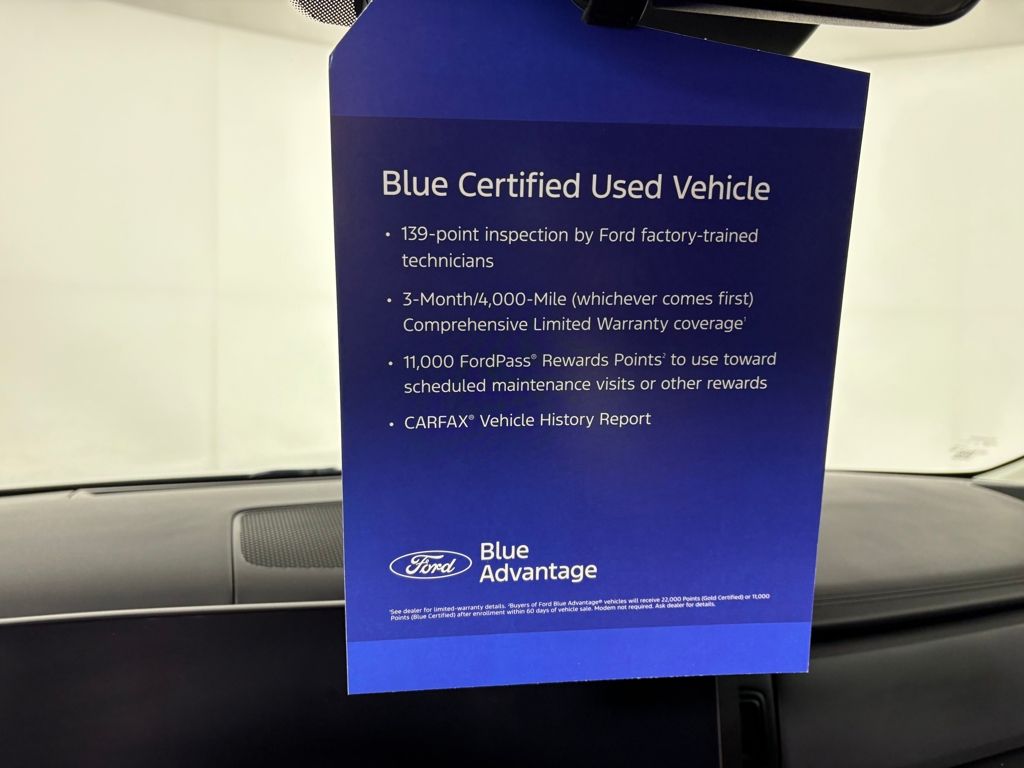 Blue Certified Used Vehicle
• 139-point inspection by Ford factory-trained
technicians
• 3-Month/4,000-Mile (whichever comes first)
Comprehensive Limited Warranty coverage¹
• 11,000 FordPass® Rewards Points² to use toward
scheduled maintenance visits or other rewards
• CARFAX® Vehicle History Report
Ford
Blue
Advantage
¹See dealer for limited-warranty details. ²Buyers of Ford Blue Advantage® vehicles will receive 22,000 Points (Gold Certified) or 11,000
Points (Blue Certified) after enrollment within 60 days of vehicle sale. Modem not required. Ask dealer for details.